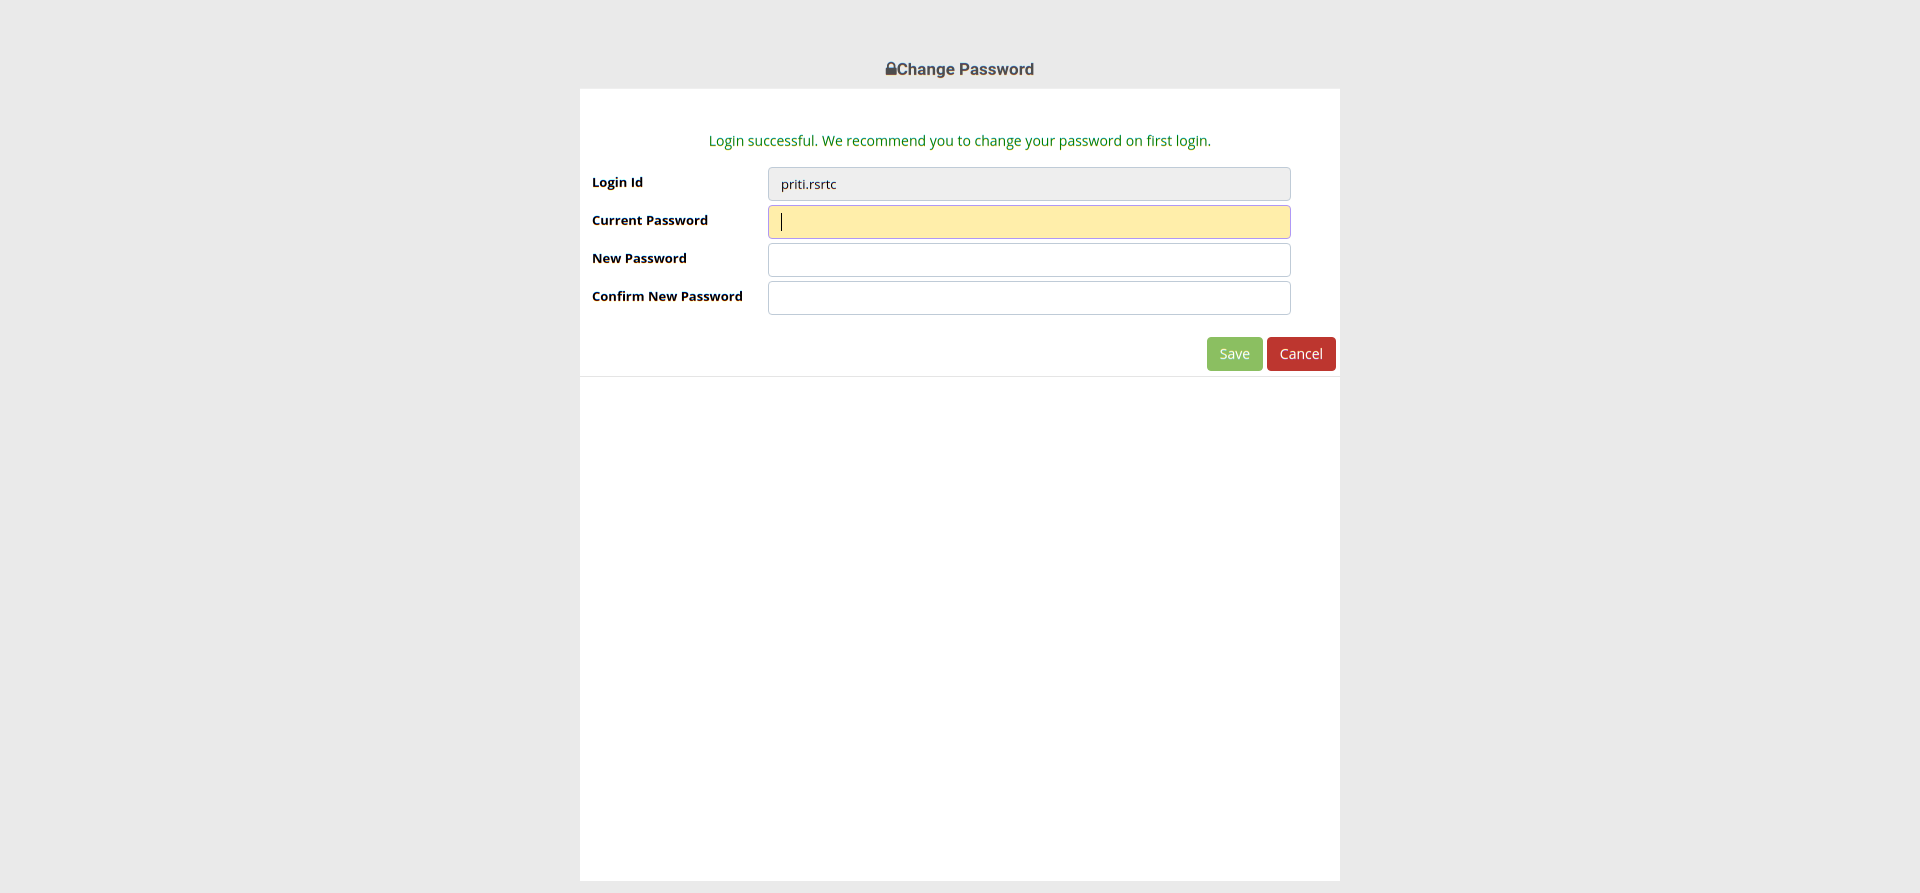 Change Password
Login successful. We recommend you to change your password on first login.
Login Id priti.rsrtc
Current Password
New Password
Confirm New Password
Save Cancel